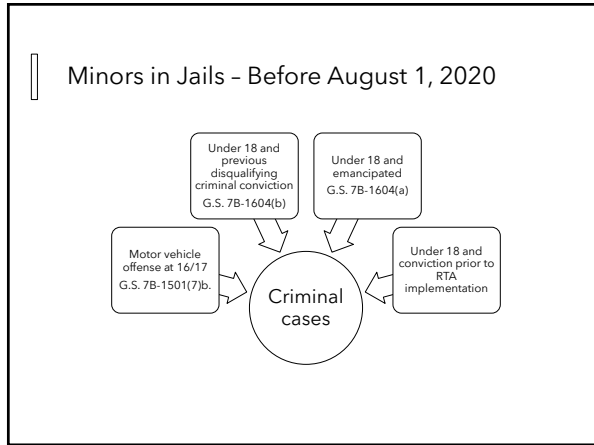 Minors in Jails – Before August 1, 2020
Under 18 and
previous
disqualifying
criminal conviction
G.S. 7B-1604(b)
Under 18 and
emancipated
G.S. 7B-1604(a)
Motor vehicle
offense at 16/17
G.S. 7B-1501(7)b.
Under 18 and
conviction prior to
RTA
implementation
Criminal
cases